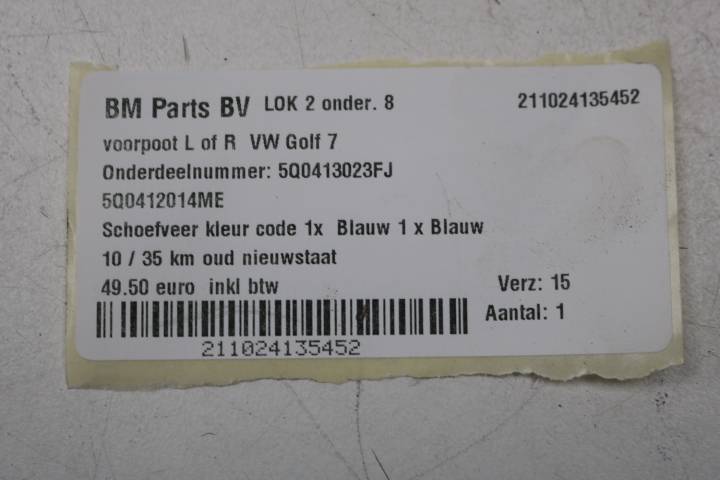 BM Parts BV LOK 2 onder. 8 211024135452
voorpoot L of R VW Golf 7
Onderdeelnummer: 5Q0413023FJ
5Q0412014ME
Schoefveer kleur code 1x Blauw 1 x Blauw
10 / 35 km oud nieuwstaat
49.50 euro inkl btw Verz: 15
Aantal: 1
211024135452